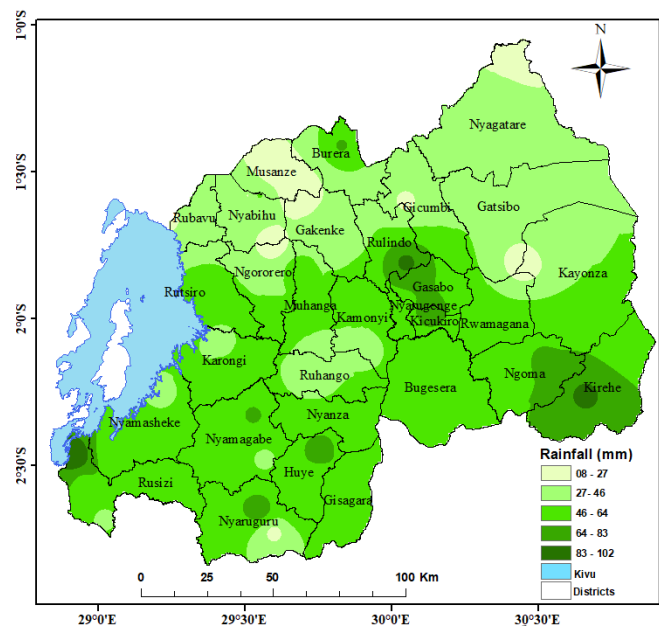 1°0'S
N
Nyagatare
Burera
1°30'S
Musanze
Gicumbi
Gatsibo
Rubavu
Nyabihu
Gakenke
Rulindo
Ngororero
Kayonza
Gasabo
Rutsiro
Muhanga
Nyarugenge
Kamonyi
Kicukiro
Rwamagana
2°0'S
Karongi
Ruhango
Bugesera
Ngoma
Kirehe
Nyamasheke
Nyanza
Nyamagabe
Huye
2°30'S
Rusizi
Gisagara
Nyaruguru
Rainfall (mm)
08 - 27
27 - 46
46 - 64
64 - 83
83 - 102
Kivu
Districts
0 25 50 100 Km
29°0'E 29°30'E 30°0'E 30°30'E